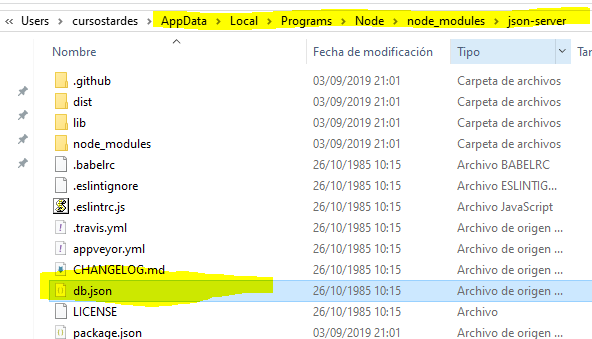 « Users > cursostardes > AppData > Local > Programs > Node > node_modules > json-server
Nombre Fecha de modificación Tipo
.github 03/09/2019 21:01 Carpeta de archivos
dist 03/09/2019 21:01 Carpeta de archivos
lib 03/09/2019 21:01 Carpeta de archivos
node_modules 03/09/2019 21:01 Carpeta de archivos
.babelrc 26/10/1985 10:15 Archivo BABELRC
.eslintignore 26/10/1985 10:15 Archivo ESLINTIG...
.eslintrc.js 26/10/1985 10:15 Archivo JavaScript
.travis.yml 26/10/1985 10:15 Archivo de origen ...
appveyor.yml 26/10/1985 10:15 Archivo de origen ...
CHANGELOG.md 26/10/1985 10:15 Archivo de origen ...
db.json 26/10/1985 10:15 Archivo de origen ...
LICENSE 26/10/1985 10:15 Archivo
package.json 03/09/2019 21:01 Archivo de origen ...